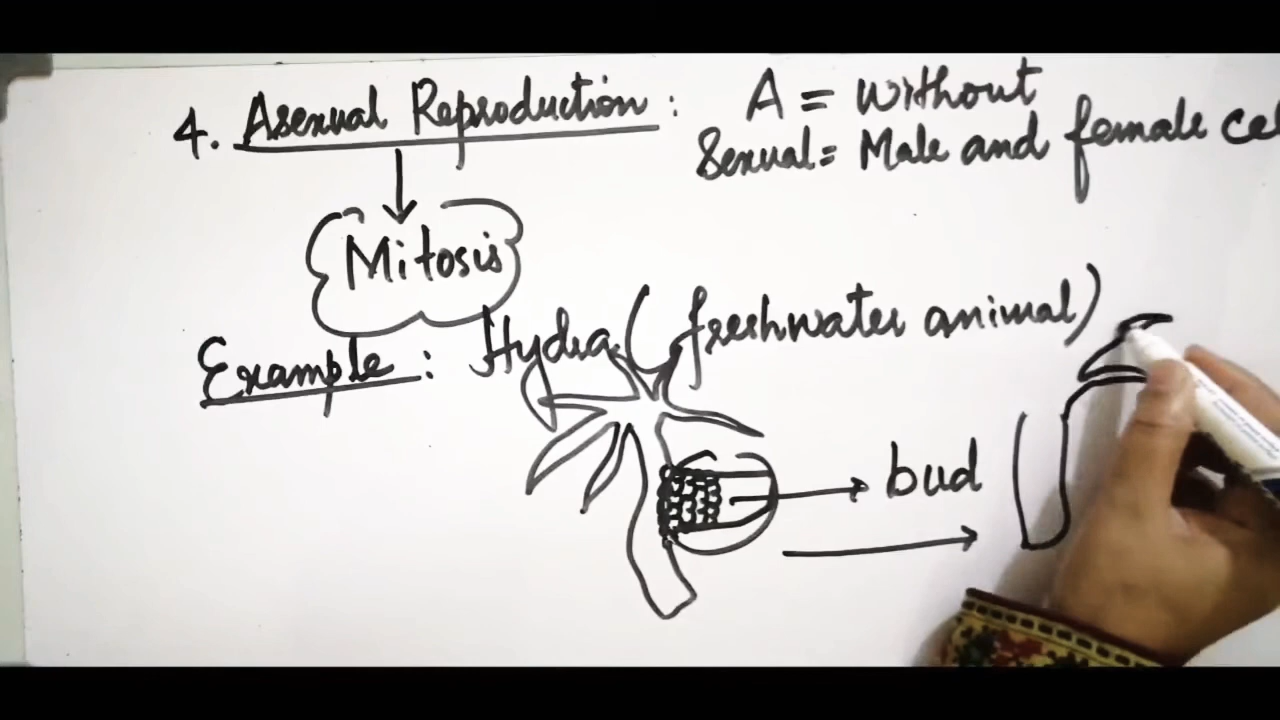 4. Asexual Reproduction : A = without
Sexual = Male and female ce
Mitosis
Example : Hydra ( freshwater animal)
bud